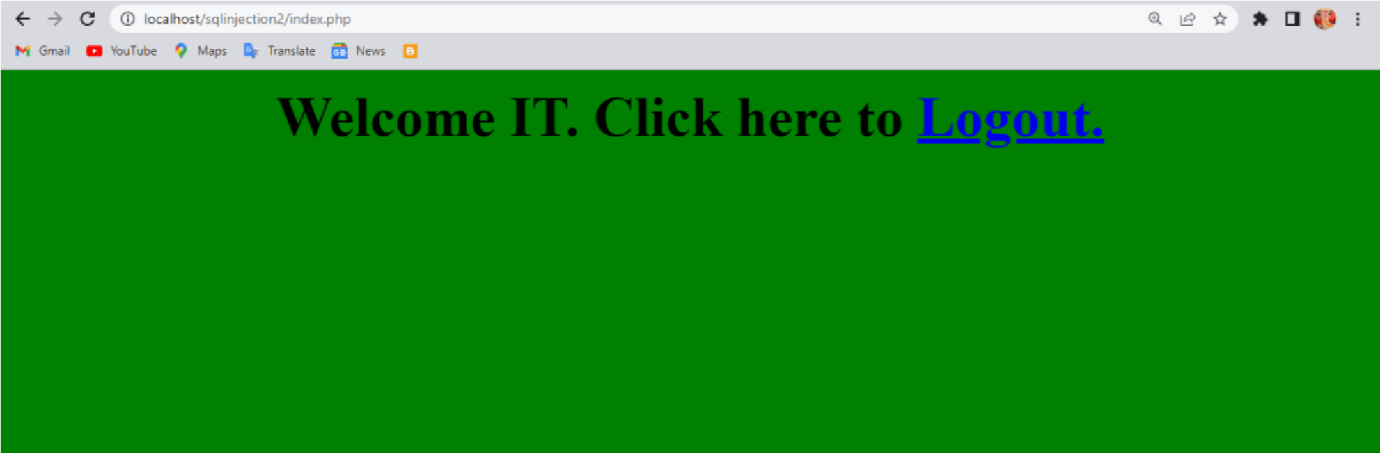 localhost/sqlinjection2/index.php
Gmail YouTube Maps Translate News
Welcome IT. Click here to Logout.